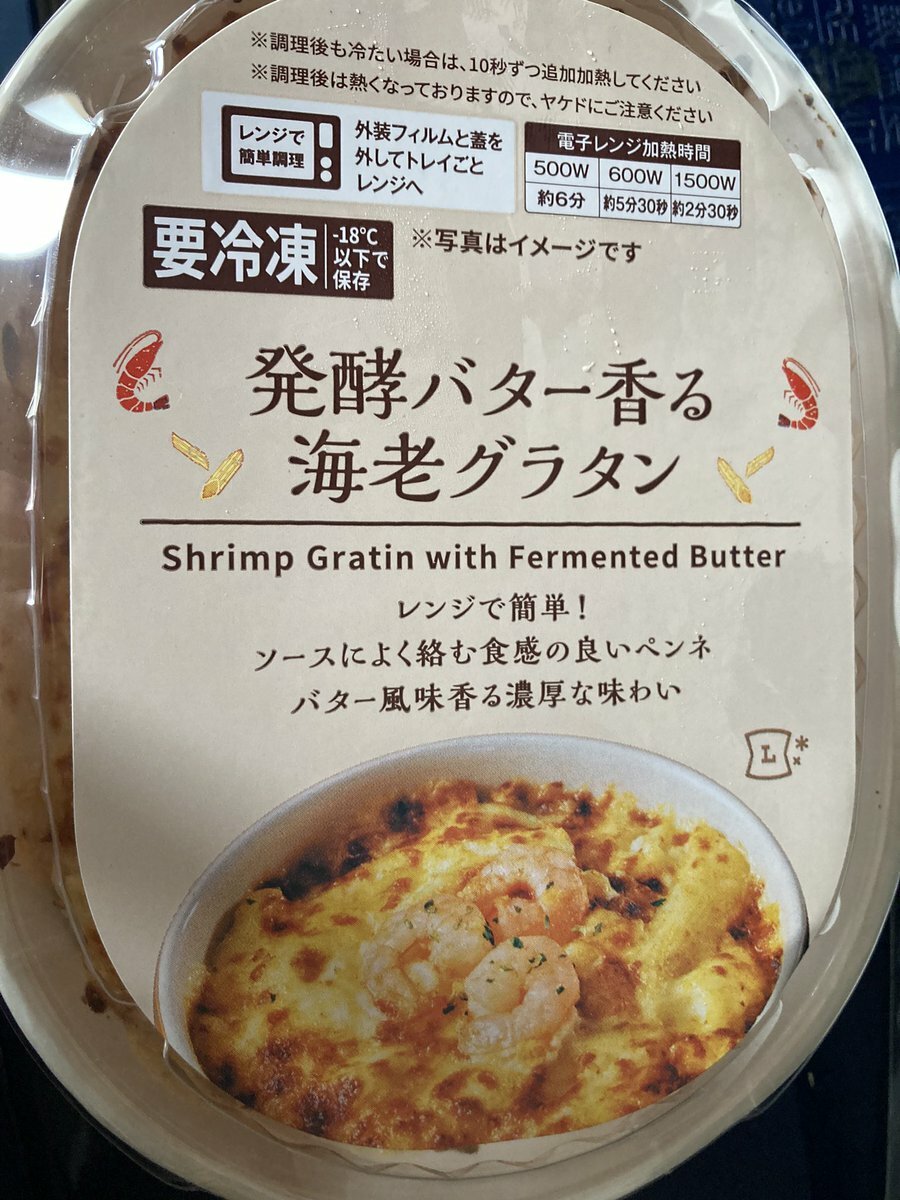 ※調理後も冷たい場合は、10秒ずつ追加加熱してください
※調理後は熱くなっておりますので、ヤケドにご注意ください
レンジで
簡単調理
外装フィルムと蓋を
外してトレイごと
レンジへ
電子レンジ加熱時間
500W 600W 1500W
約6分 約5分30秒 約2分30秒
要冷凍
-18℃
以下で
保存
※写真はイメージです
発酵バター香る
海老グラタン
Shrimp Gratin with Fermented Butter
レンジで簡単！
ソースによく絡む食感の良いペンネ
バター風味香る濃厚な味わい
L